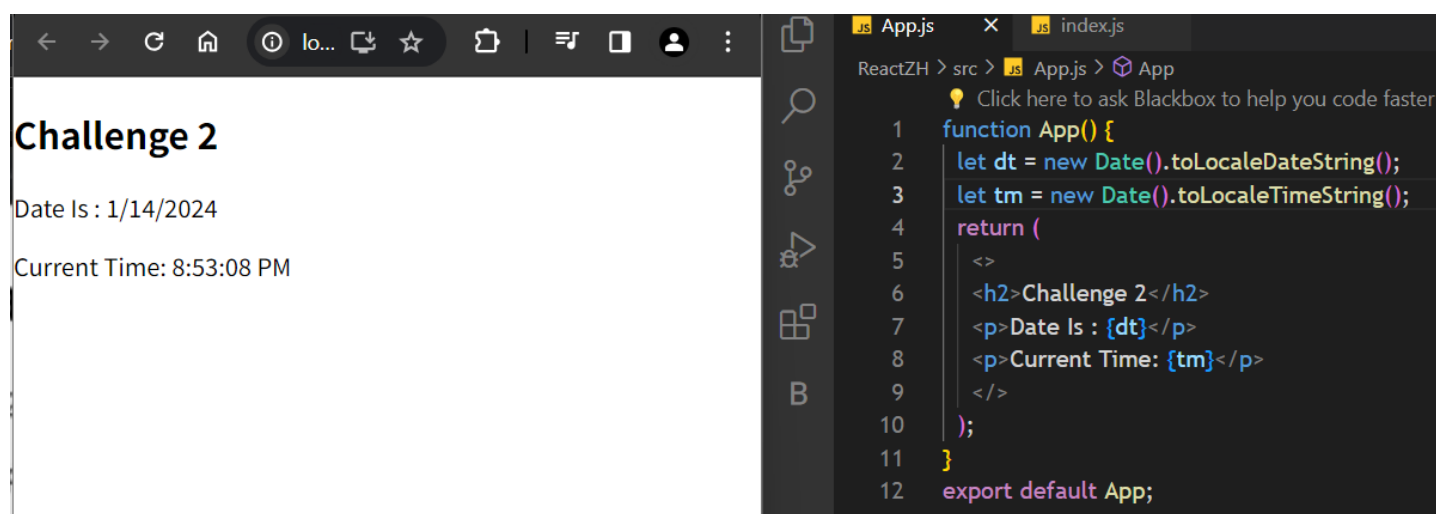 lo...
Challenge 2
Date Is : 1/14/2024
Current Time: 8:53:08 PM
JS App.js X JS index.js
ReactZH > src > JS App.js > App
Click here to ask Blackbox to help you code faster
1 function App() {
2 let dt = new Date().toLocaleDateString();
3 let tm = new Date().toLocaleTimeString();
4 return (
5 <>
6 <h2>Challenge 2</h2>
7 <p>Date Is : {dt}</p>
8 <p>Current Time: {tm}</p>
9 </>
10 );
11 }
12 export default App;
B